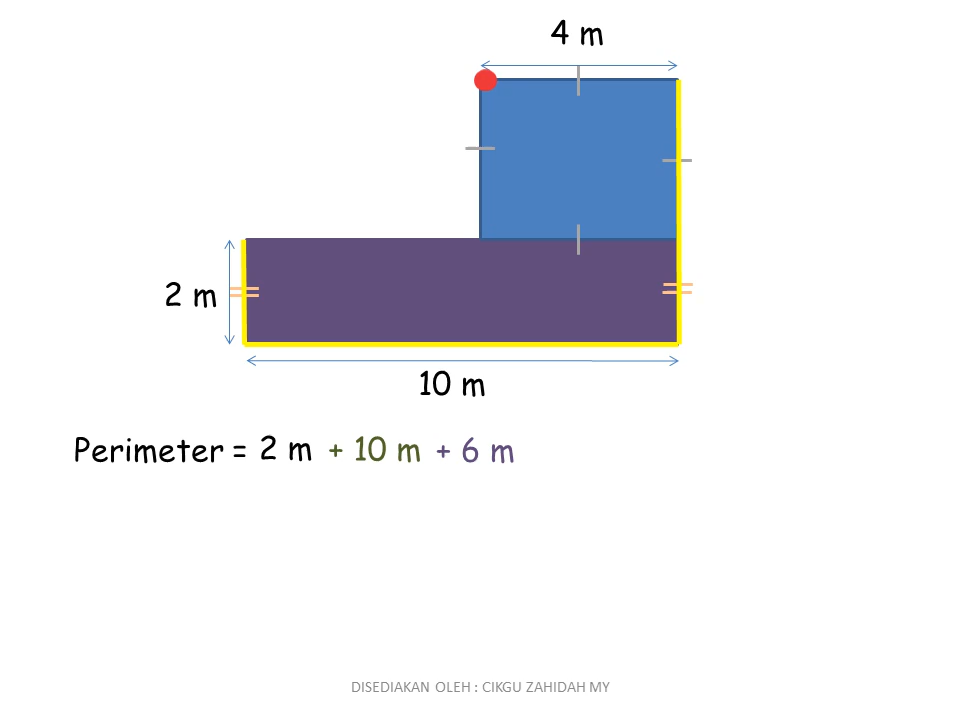 4 m
2 m
10 m
Perimeter = 2 m + 10 m + 6 m
DISEDIAKAN OLEH : CIKGU ZAHIDAH MY